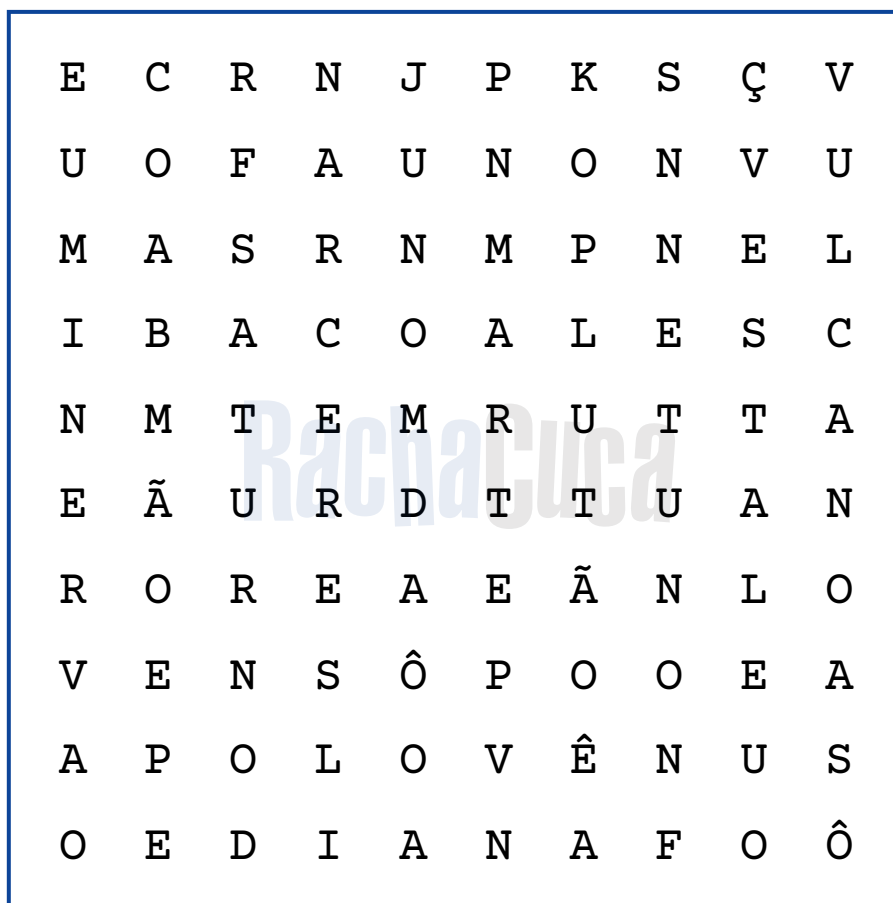 E C R N J P K S Ç V
U O F A U N O N V U
M A S R N M P N E L
I B A C O A L E S C
N M T E M R U T T A
E Ã U R D T T U A N
R O R E A E Ã N L O
V E N S Ô P O O E A
A P O L O V Ê N U S
O E D I A N A F O Ô
RachaCuca